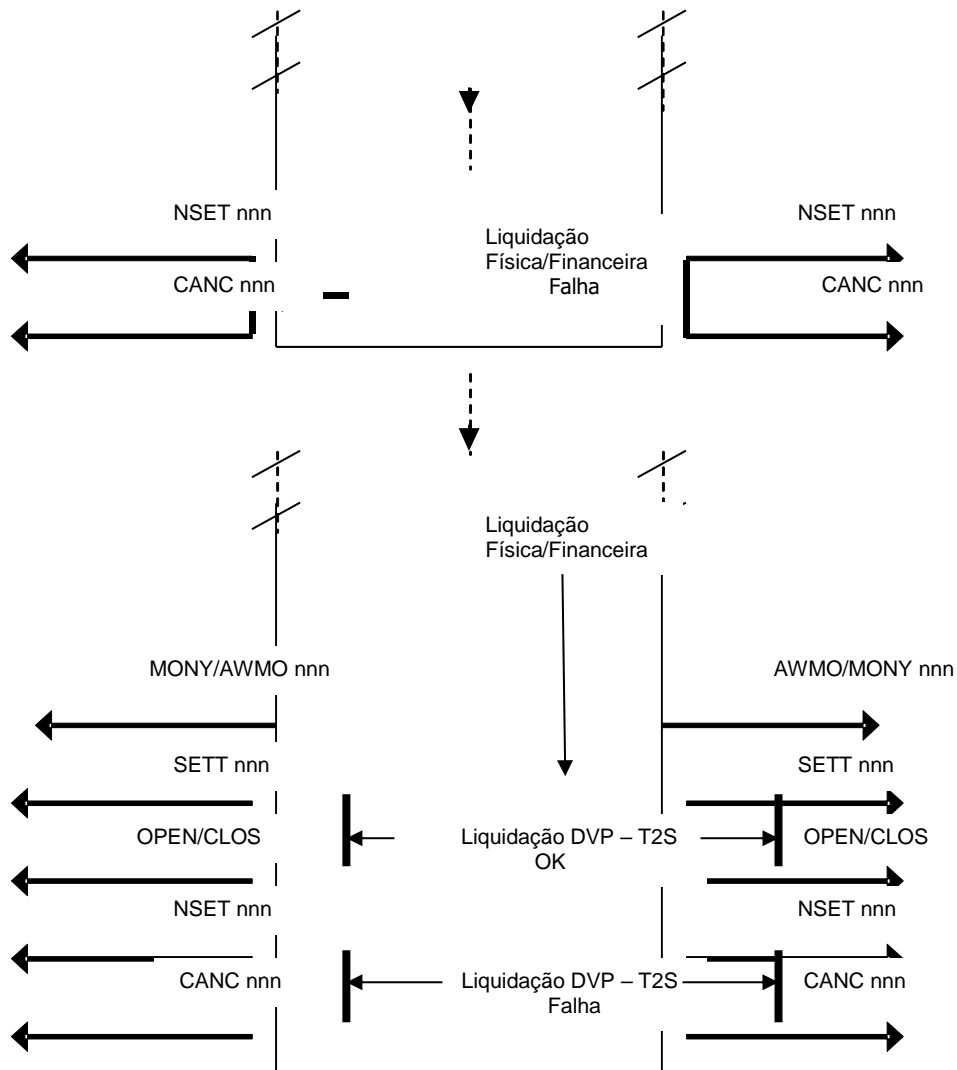 NSET nnn
NSET nnn
Liquidação
Física/Financeira
Falha
CANC nnn
CANC nnn
Liquidação
Física/Financeira
MONY/AWMO nnn
AWMO/MONY nnn
SETT nnn
SETT nnn
OPEN/CLOS
Liquidação DVP – T2S
OK
OPEN/CLOS
NSET nnn
NSET nnn
CANC nnn
Liquidação DVP – T2S
Falha
CANC nnn